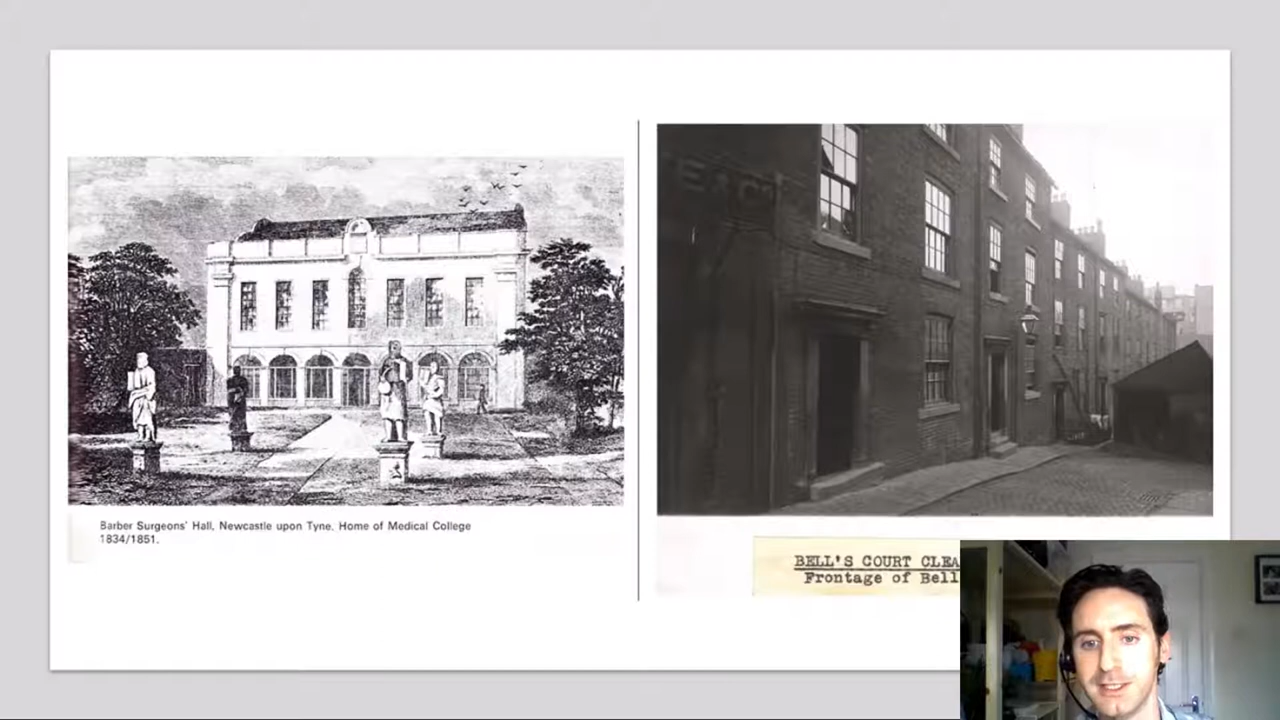 Barber Surgeons' Hall, Newcastle upon Tyne. Home of Medical College
1834/1851.
BELL'S COURT CLEA
Frontage of Bell